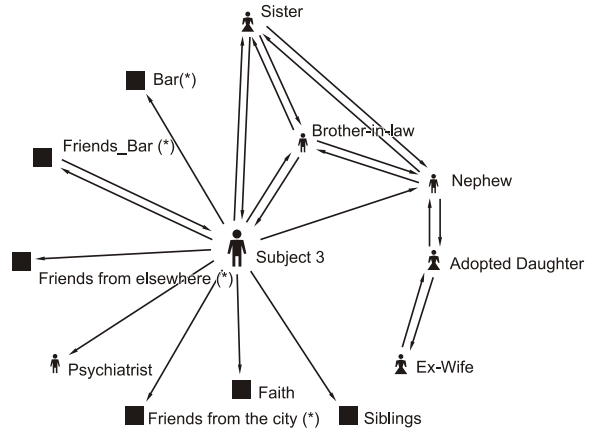 Sister
Bar(*)
Brother-in-law
Friends_Bar (*)
Nephew
Subject 3
Adopted Daughter
Friends from elsewhere (*)
Psychiatrist
Ex-Wife
Faith
Friends from the city (*)
Siblings